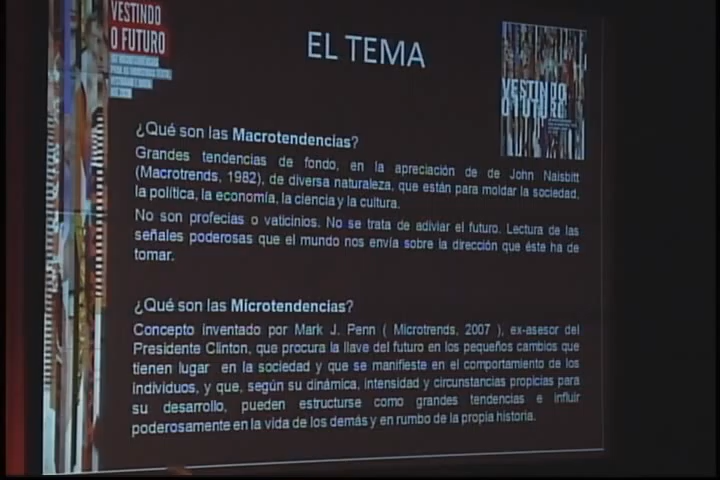 VESTINDO
O FUTURO
EL TEMA
VESTINDO
O FUTURO
¿Qué son las Macrotendencias?
Grandes tendencias de fondo, en la apreciación de de John Naisbitt
(Macrotrends, 1982), de diversa naturaleza, que están para moldar la sociedad,
la política, la economía, la ciencia y la cultura.
No son profecias o vaticinios. No se trata de adiviar el futuro. Lectura de las
señales poderosas que el mundo nos envía sobre la dirección que éste ha de
tomar.
¿Qué son las Microtendencias?
Concepto inventado por Mark J. Penn ( Microtrends, 2007 ), ex-asesor del
Presidente Clinton, que procura la llave del futuro en los pequeños cambios que
tienen lugar en la sociedad y que se manifieste en el comportamiento de los
individuos, y que, según su dinámica, intensidad y circunstancias propicias para
su desarrollo, pueden estructurse como grandes tendencias e influir
poderosamente en la vida de los demás y en rumbo de la propia historia.